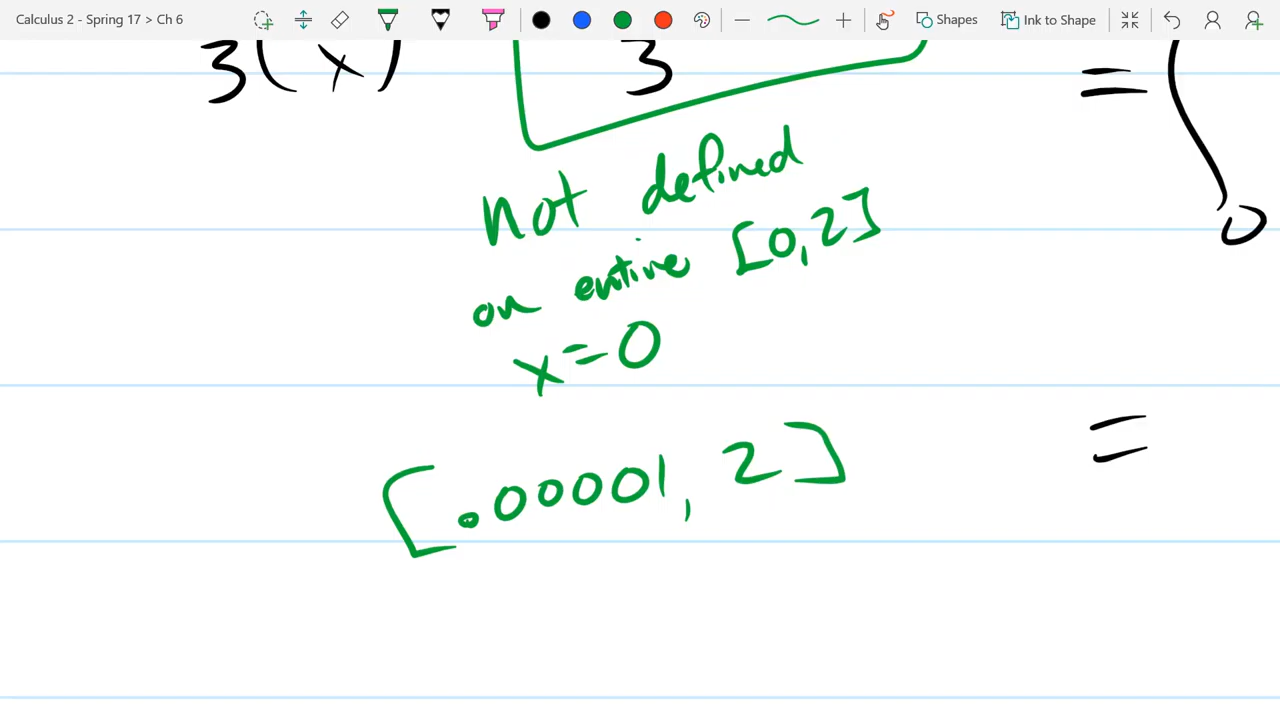 Calculus 2 - Spring 17 > Ch 6
Shapes
Ink to Shape
3(x)
3
= 
0
not defined
on entire [0,2]
x=0
[.00001, 2]
=